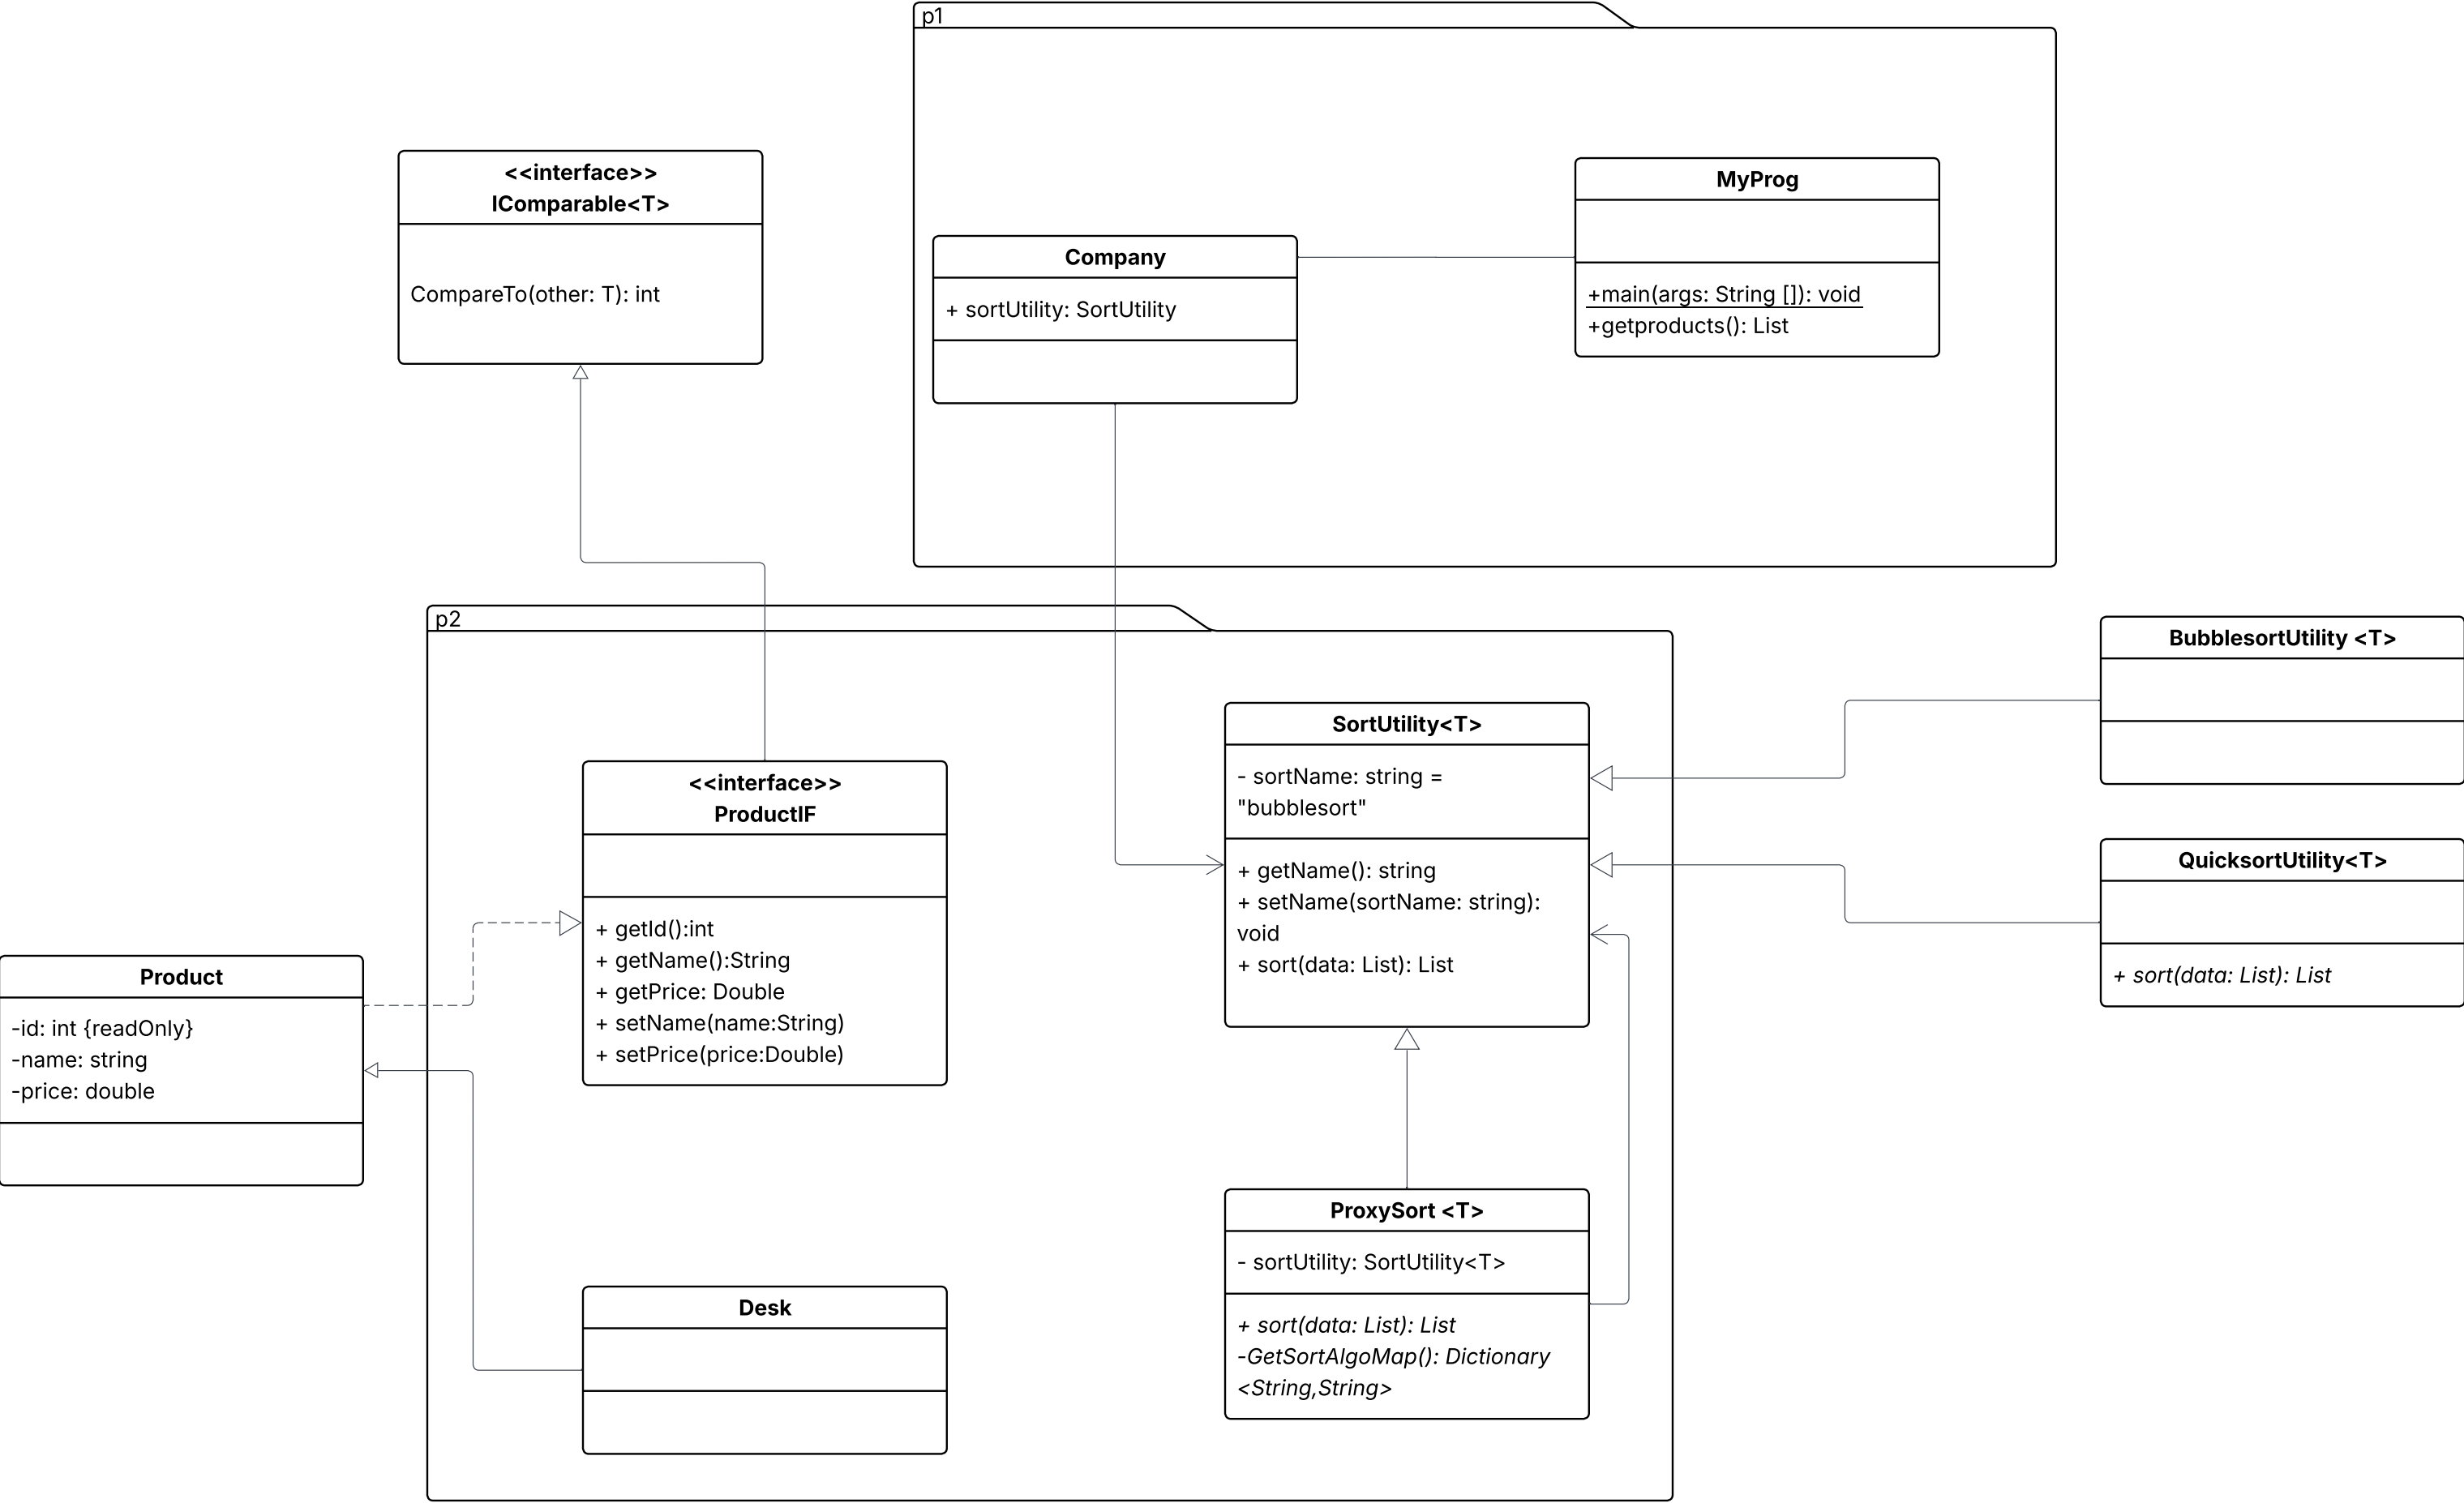 p1
<<interface>>
IComparable<T>
CompareTo(other: T): int
MyProg
+main(args: String []): void
+getproducts(): List
Company
+ sortUtility: SortUtility
p2
BubblesortUtility <T>
SortUtility<T>
- sortName: string =
"bubblesort"
+ getName(): string
+ setName(sortName: string):
void
+ sort(data: List): List
<<interface>>
ProductIF
+ getId():int
+ getName():String
+ getPrice: Double
+ setName(name:String)
+ setPrice(price:Double)
QuicksortUtility<T>
+ sort(data: List): List
Product
-id: int {readOnly}
-name: string
-price: double
ProxySort <T>
- sortUtility: SortUtility<T>
+ sort(data: List): List
-GetSortAlgoMap(): Dictionary
<String,String>
Desk